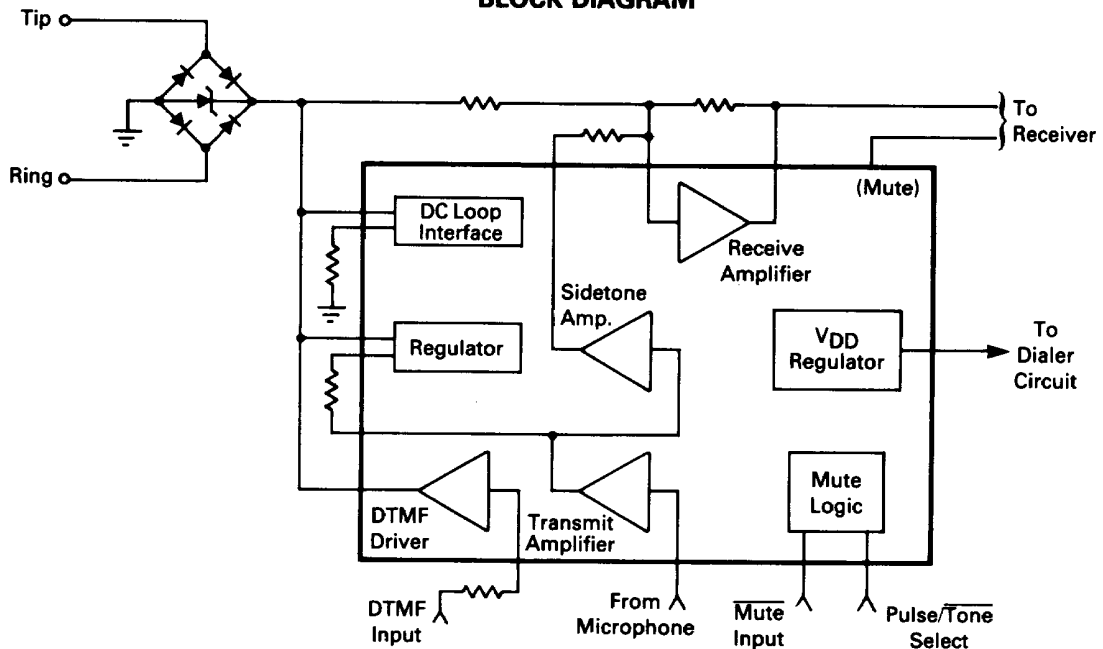 BLOCK DIAGRAM
Tip
Ring
To
Receiver
(Mute)
DC Loop
Interface
Receive
Amplifier
Sidetone
Amp.
Regulator
VDD
Regulator
To
Dialer
Circuit
Mute
Logic
DTMF
Driver
Transmit
Amplifier
DTMF
Input
From
Microphone
Mute
Input
Pulse/Tone
Select